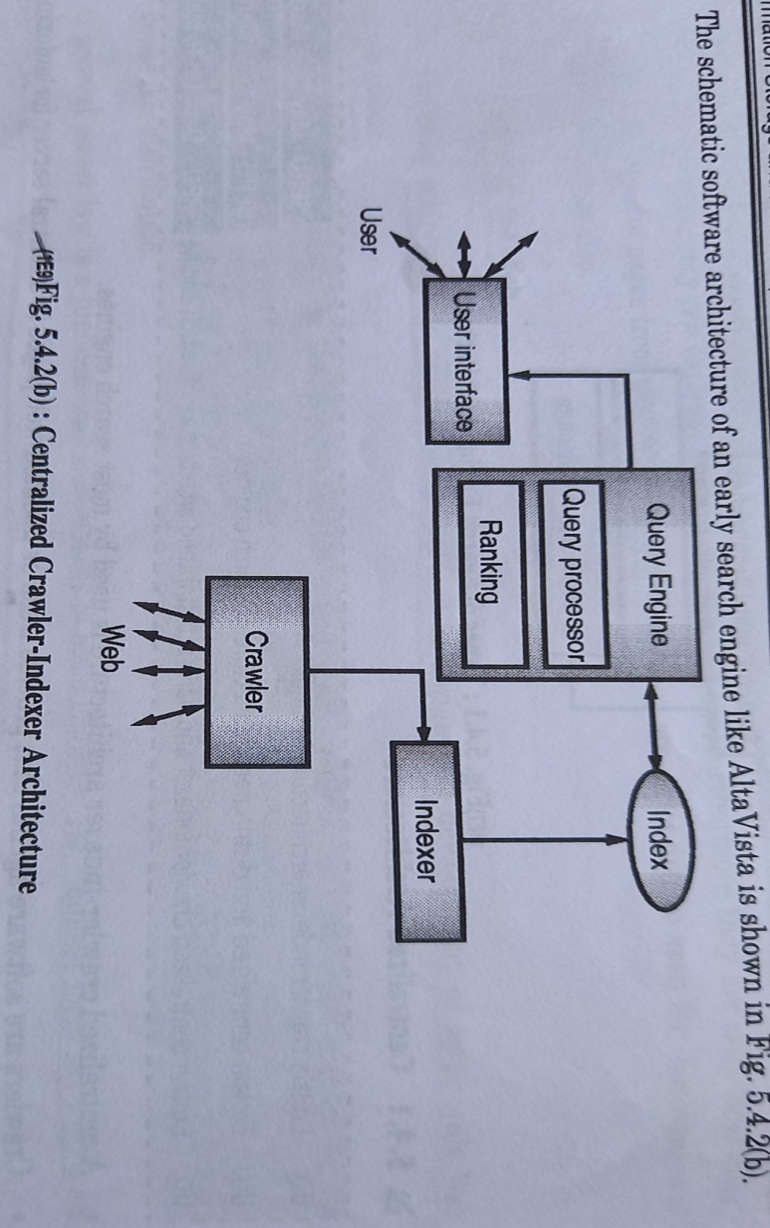 The schematic software architecture of an early search engine like AltaVista is shown in Fig. 5.4.2(b).
Query Engine
Index
Query processor
User interface
Ranking
Indexer
User
Crawler
Web
(1E9)Fig. 5.4.2(b) : Centralized Crawler-Indexer Architecture